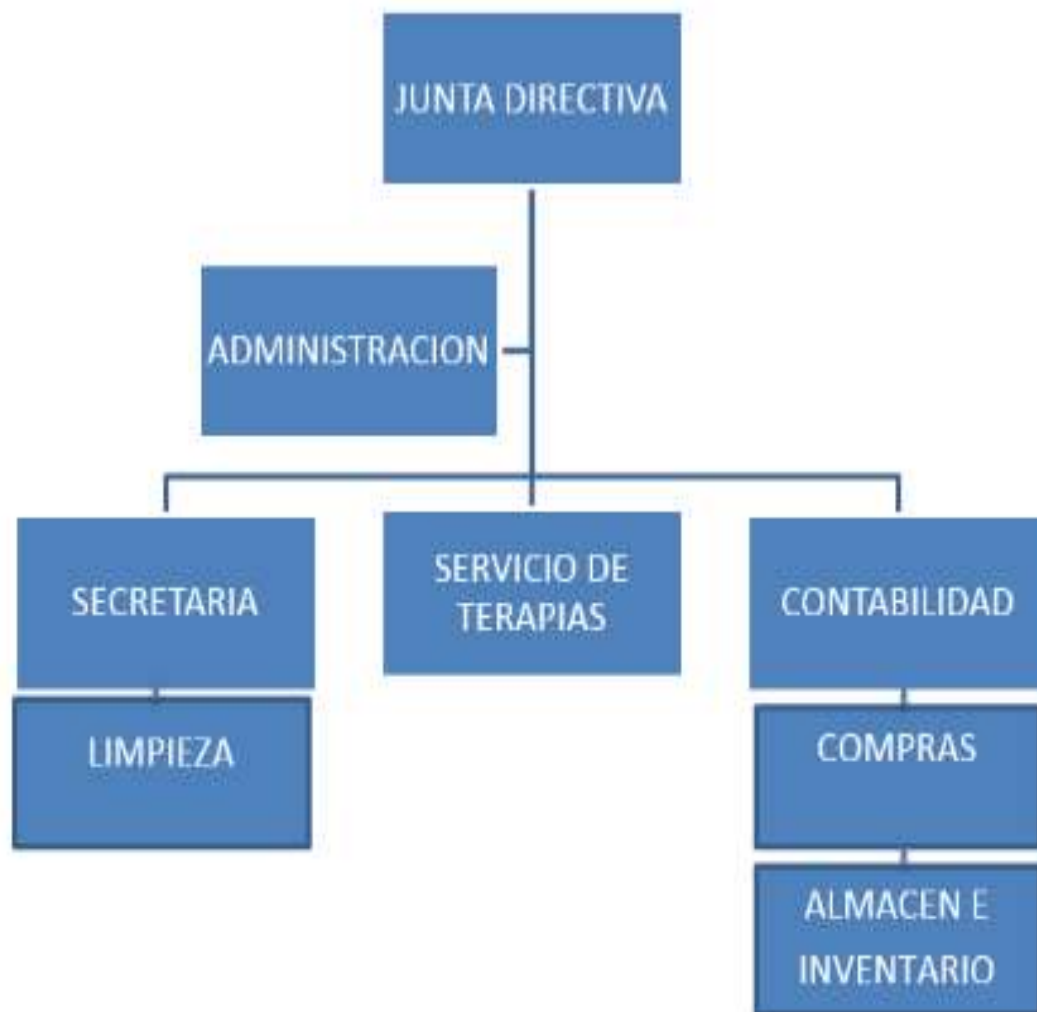 JUNTA DIRECTIVA
ADMINISTRACION
SECRETARIA
SERVICIO DE
TERAPIAS
CONTABILIDAD
LIMPIEZA
COMPRAS
ALMACEN E
INVENTARIO